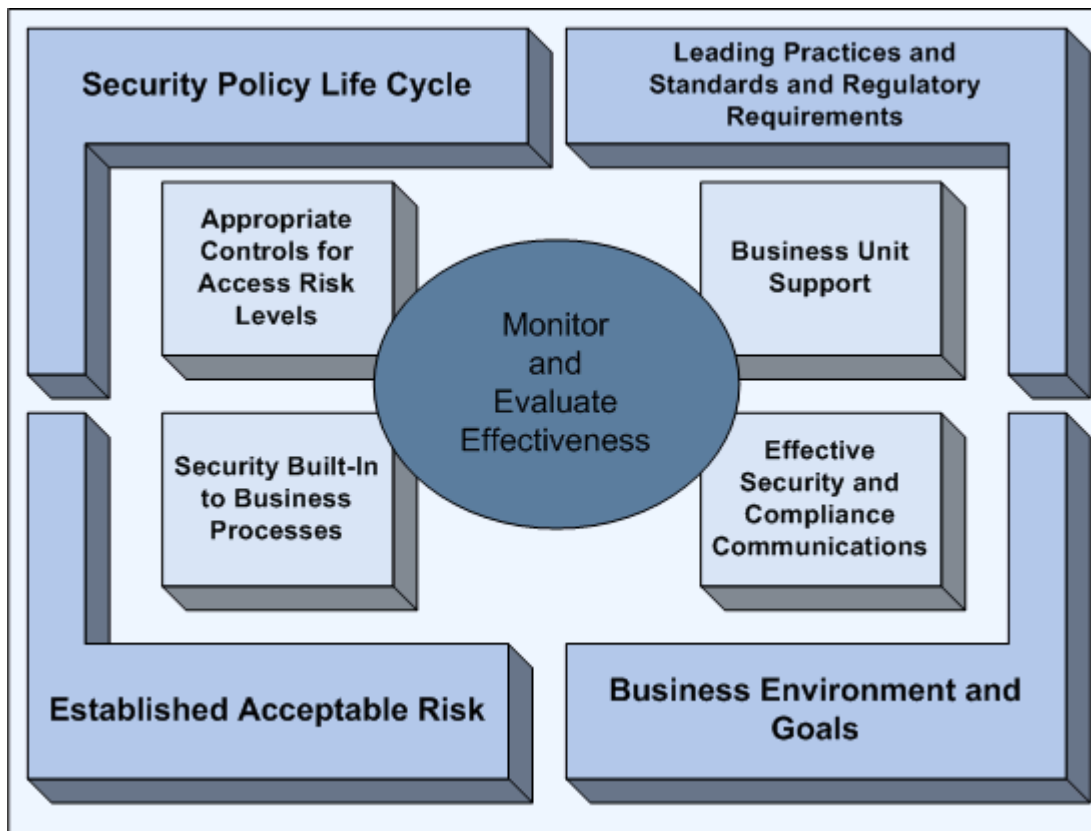 Security Policy Life Cycle
Leading Practices and
Standards and Regulatory
Requirements
Appropriate
Controls for
Access Risk
Levels
Business Unit
Support
Monitor
and
Evaluate
Effectiveness
Security Built-In
to Business
Processes
Effective
Security and
Compliance
Communications
Established Acceptable Risk
Business Environment and
Goals